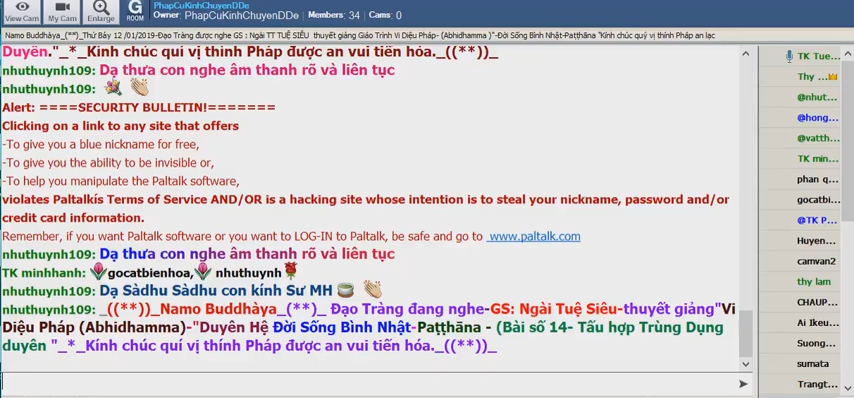 PhapCuKinhChuyenDDe
Owner: PhapCuKinhChuyenDDe | Members: 34 | Cams: 0
View Cam
My Cam
Enlarge
G
ROOM
Namo Buddhàya_(**)_Thứ Bảy 12 /01/2019-Đạo Tràng được nghe GS : Ngài TT TUỆ SIÊU thuyết giảng Giáo Trình Vi Diệu Pháp- (Abhidhamma )"-Đời Sống Bình Nhật-Paṭṭhāna "Kính chúc quý vị thính Pháp an lạc
Duyên."_*_Kính chúc quí vị thính Pháp được an vui tiến hóa._((**))_
nhuthuynh109: Dạ thưa con nghe âm thanh rõ và liên tục
nhuthuynh109:
Alert: ====SECURITY BULLETIN!=======
Clicking on a link to any site that offers
-To give you a blue nickname for free,
-To give you the ability to be invisible or,
-To help you manipulate the Paltalk software,
violates Paltalkís Terms of Service AND/OR is a hacking site whose intention is to steal your nickname, password and/or
credit card information.
Remember, if you want Paltalk software or you want to LOG-IN to Paltalk, be safe and go to www.paltalk.com
nhuthuynh109: Dạ thưa con nghe âm thanh rõ và liên tục
TK minhhanh: gocatbienhoa, nhuthuynh
nhuthuynh109: Dạ Sàdhu Sàdhu con kính Sư MH
nhuthuynh109: _((**))_Namo Buddhàya_(**)_ Đạo Tràng đang nghe-GS: Ngài Tuệ Siêu-thuyết giảng"Vi
Diệu Pháp (Abhidhamma)-"Duyên Hệ Đời Sống Bình Nhật-Paṭṭhāna - (Bài số 14- Tấu hợp Trùng Dụng
duyên "_*_Kính chúc quí vị thính Pháp được an vui tiến hóa._((**))_
TK Tue...
Thy ...
@nhut...
@hong...
@vatth...
TK min...
phan q...
gocatbi...
@TK P...
Huyen...
camvan2
thy lam
CHAUP...
Ai Ikeu...
Suong...
sumata
Trangt...